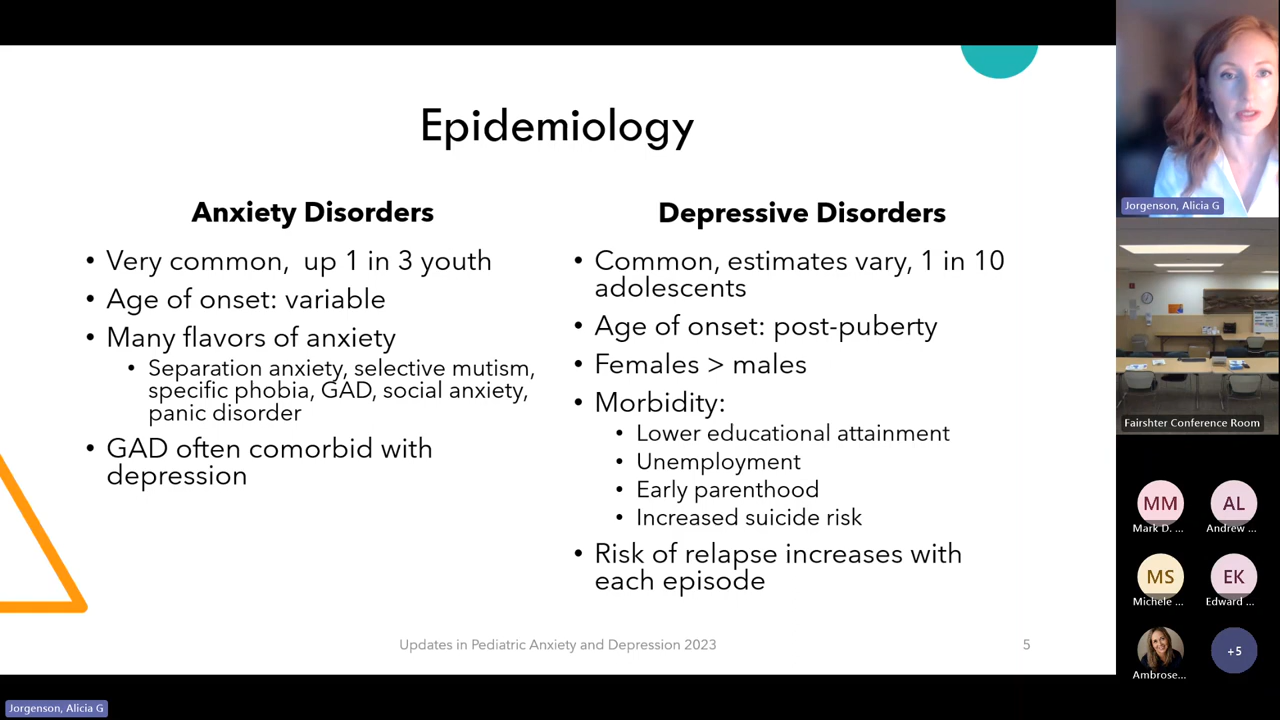 Epidemiology
Anxiety Disorders
• Very common,  up 1 in 3 youth
• Age of onset: variable
• Many flavors of anxiety
• Separation anxiety, selective mutism,
specific phobia, GAD, social anxiety,
panic disorder
• GAD often comorbid with
depression
Depressive Disorders
• Common, estimates vary, 1 in 10
adolescents
• Age of onset: post-puberty
• Females > males
• Morbidity:
• Lower educational attainment
• Unemployment
• Early parenthood
• Increased suicide risk
• Risk of relapse increases with
each episode
Updates in Pediatric Anxiety and Depression 2023
5
Jorgenson, Alicia G
Jorgenson, Alicia G
Fairshter Conference Room
MM
Mark D. ...
AL
Andrew ...
MS
Michele ...
EK
Edward ...
Ambrose...
+5